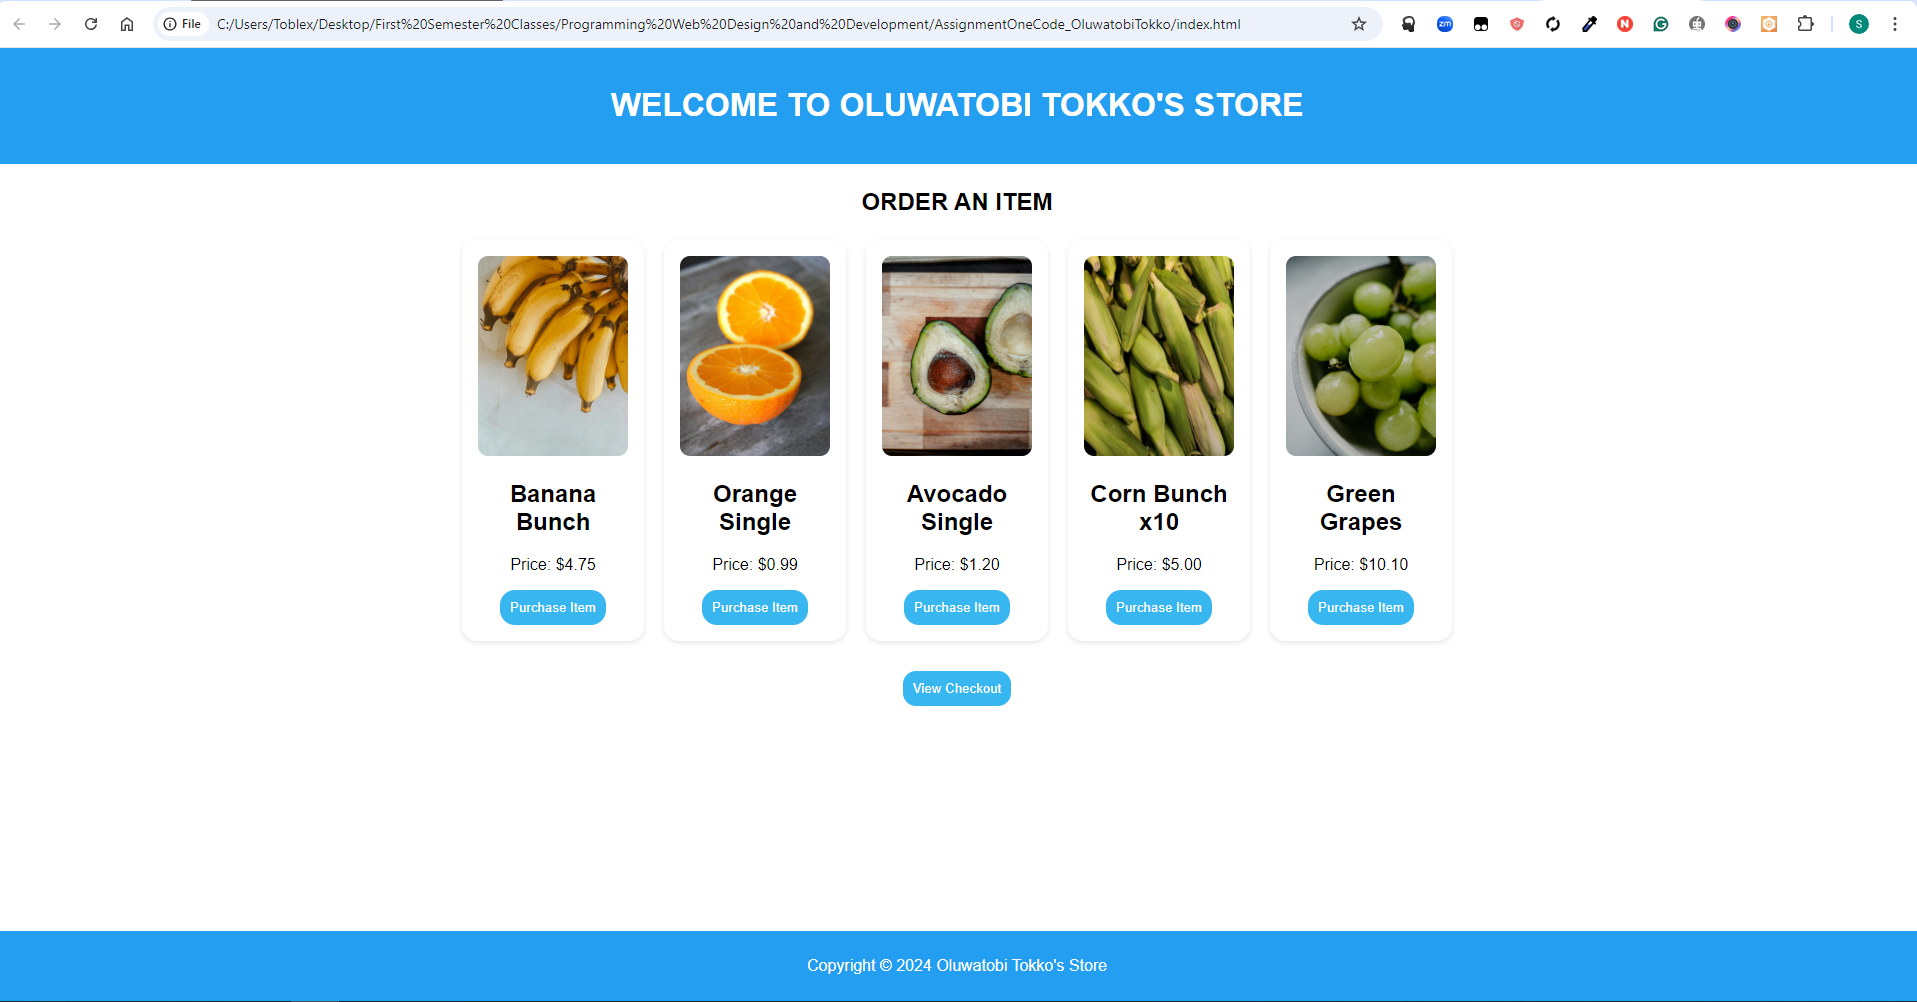 File C:/Users/Toblex/Desktop/First%20Semester%20Classes/Programming%20Web%20Design%20and%20Development/AssignmentOneCode_OluwatobiTokko/index.html zm N S
WELCOME TO OLUWATOBI TOKKO'S STORE
ORDER AN ITEM
Banana
Bunch
Price: $4.75
Purchase Item
Orange
Single
Price: $0.99
Purchase Item
Avocado
Single
Price: $1.20
Purchase Item
Corn Bunch
x10
Price: $5.00
Purchase Item
Green
Grapes
Price: $10.10
Purchase Item
View Checkout
Copyright © 2024 Oluwatobi Tokko's Store